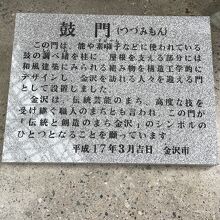 鼓門(つづみもん)
この門は、能や素囃子などに使われている
鼓の調べ緒を柱に、屋根を支える部分には
和風建築にみられる組み物を構造工学的に
デザインし、金沢を訪れる人々を迎える門
として設置しました。
金沢は、伝統芸能のまち、高度な技を
受け継ぐ職人のまちとも言われ、この門が
「伝統と創造のまち金沢」のシンボルの
ひとつとなることを願っています。
平成17年3月吉日 金沢市